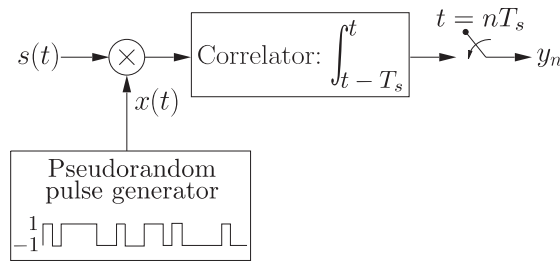 t = nT_s
s(t)
×
Correlator: ∫_{t − T_s}^{t}
y_n
x(t)
Pseudorandom
pulse generator
1
−1